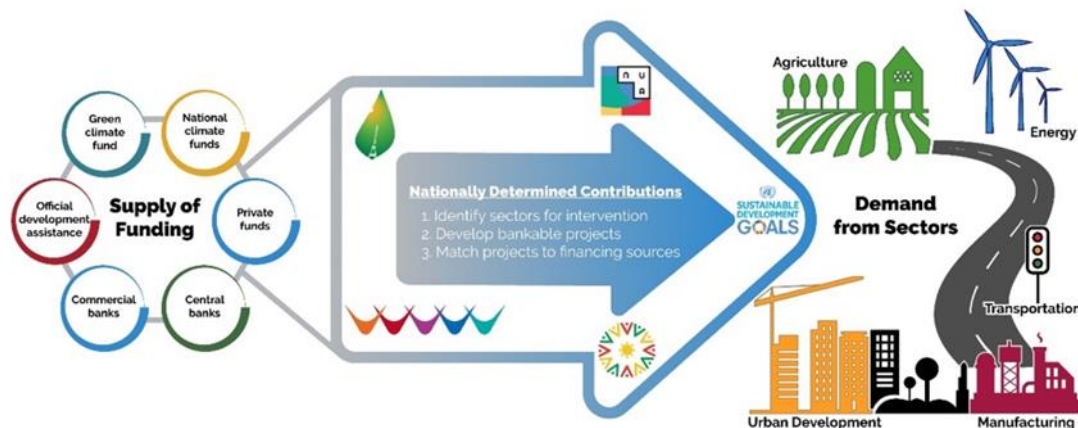 Green
climate
fund
National
climate
funds
Official
development
assistance
Supply of
Funding
Private
funds
Commercial
banks
Central
banks
N U
A
Nationally Determined Contributions
1. Identify sectors for intervention
2. Develop bankable projects
3. Match projects to financing sources
SUSTAINABLE
DEVELOPMENT
GOALS
Agriculture
Energy
Demand
from Sectors
Transportation
Urban Development
Manufacturing